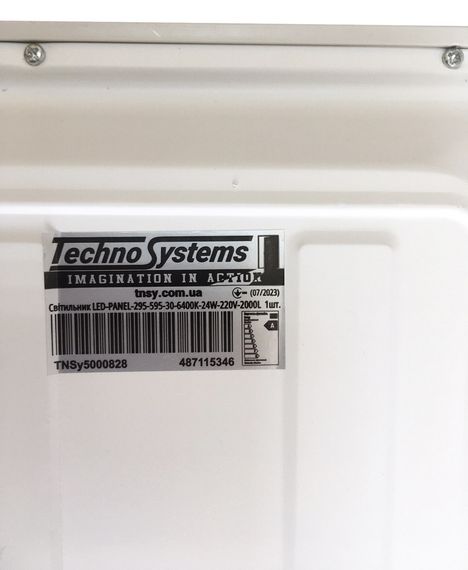 Techno Systems
IMAGINATION IN ACTION
tnsy.com.ua (07/2023)
Світильник LED-PANEL-295-595-30-6400K-24W-220V-2000L 1шт.
A
TNSy5000828 487115346